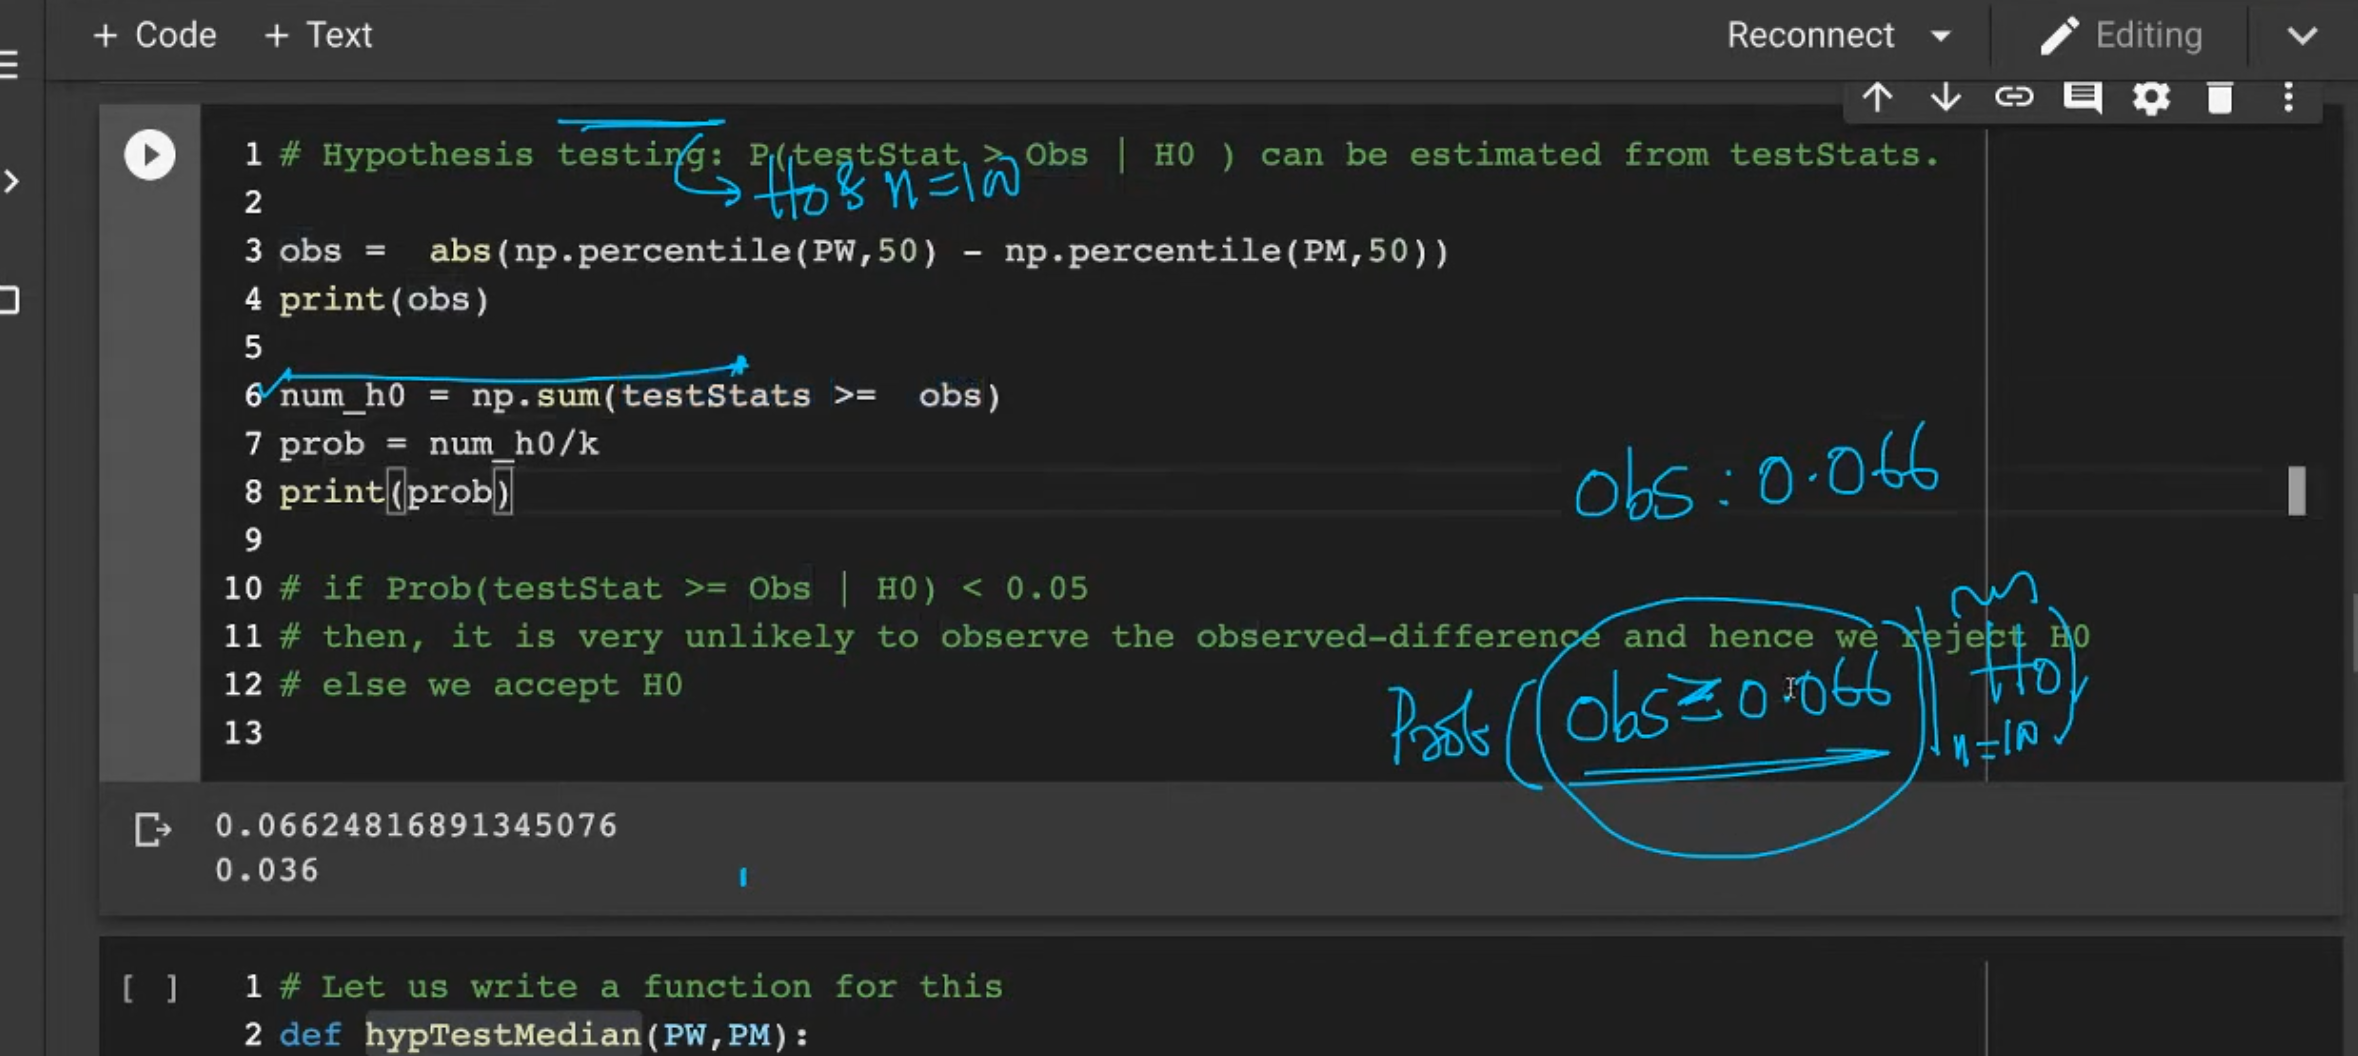 + Code + Text Reconnect Editing
1 # Hypothesis testing: P(testStat > Obs | H0 ) can be estimated from testStats.
H0 & n=10
2
3 obs = abs(np.percentile(PW,50) - np.percentile(PM,50))
4 print(obs)
5
6 num_h0 = np.sum(testStats >= obs)
7 prob = num_h0/k
obs : 0.066
8 print(prob)
9
10 # if Prob(testStat >= Obs | H0) < 0.05
11 # then, it is very unlikely to observe the observed-difference and hence we reject H0
12 # else we accept H0
Prob ( obs ≥ 0.066 | H0
n=10 )
13
0.06624816891345076
0.036
[ ] 1 # Let us write a function for this
2 def hypTestMedian(PW,PM):